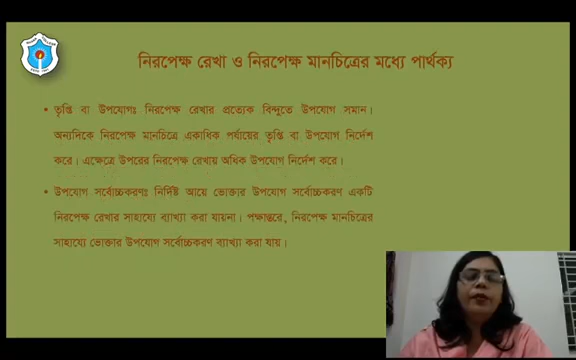 নিরপেক্ষ রেখা ও নিরপেক্ষ মানচিত্রের মধ্যে পার্থক্য
• তৃপ্তি বা উপযোগঃ নিরপেক্ষ রেখার প্রত্যেক বিন্দুতে উপযোগ সমান।
অন্যদিকে নিরপেক্ষ মানচিত্রে একাধিক পর্যায়ের তৃপ্তি বা উপযোগ নির্দেশ
করে। এক্ষেত্রে উপরের নিরপেক্ষ রেখায় অধিক উপযোগ নির্দেশ করে।
• উপযোগ সর্বোচ্চকরণঃ নির্দিষ্ট আয়ে ভোক্তার উপযোগ সর্বোচ্চকরণ একটি
নিরপেক্ষ রেখার সাহায্যে ব্যাখ্যা করা যায়না। পক্ষান্তরে, নিরপেক্ষ মানচিত্রের
সাহায্যে ভোক্তার উপযোগ সর্বোচ্চকরণ ব্যাখ্যা করা যায়।